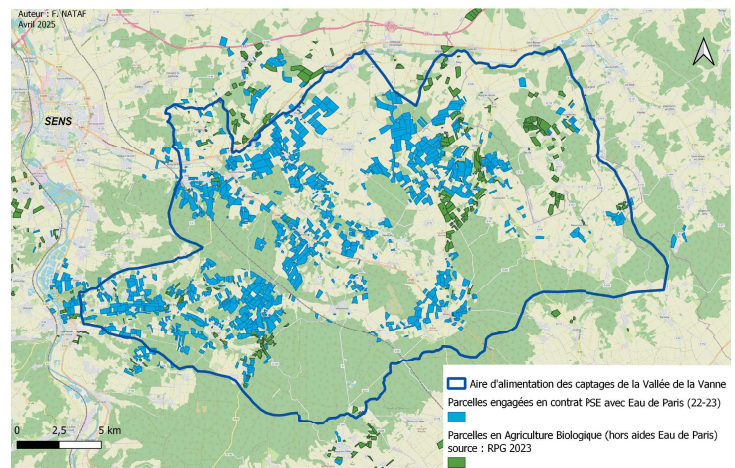 Auteur : F. NATAF
Avril 2025
SENS
Aire d'alimentation des captages de la Vallée de la Vanne
Parcelles engagées en contrat PSE avec Eau de Paris (22-23)
Parcelles en Agriculture Biologique (hors aides Eau de Paris)
source : RPG 2023
0 2,5 5 km